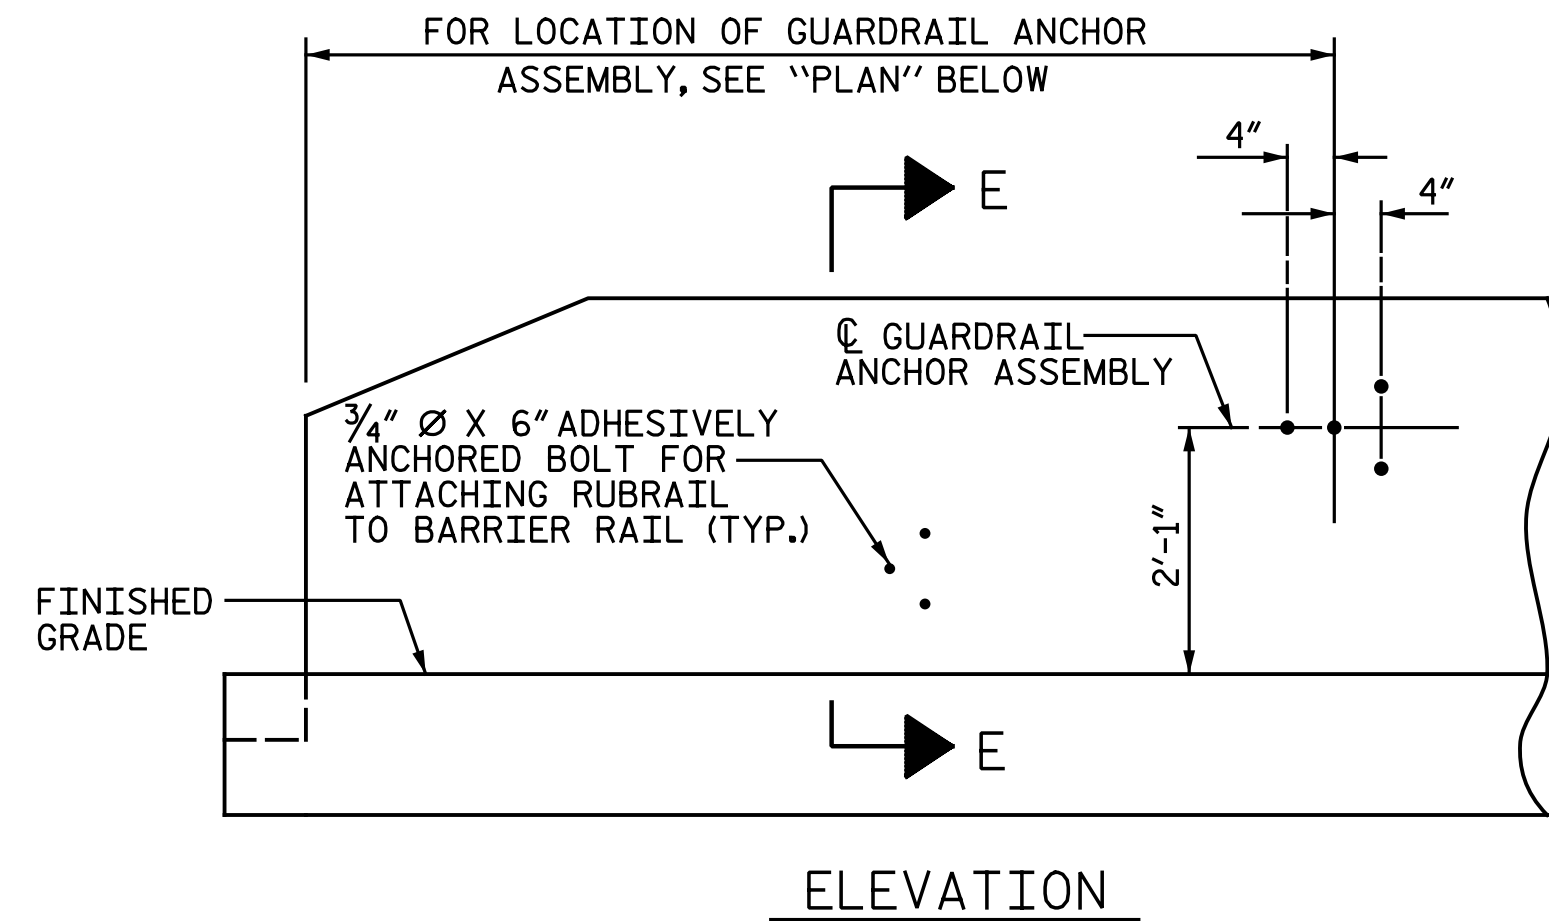 FOR LOCATION OF GUARDRAIL ANCHOR
ASSEMBLY, SEE "PLAN" BELOW
4"
4"
E
℄ GUARDRAIL
ANCHOR ASSEMBLY
3/4" Ø X 6" ADHESIVELY
ANCHORED BOLT FOR
ATTACHING RUBRAIL
TO BARRIER RAIL (TYP.)
2'-1"
FINISHED
GRADE
E
ELEVATION